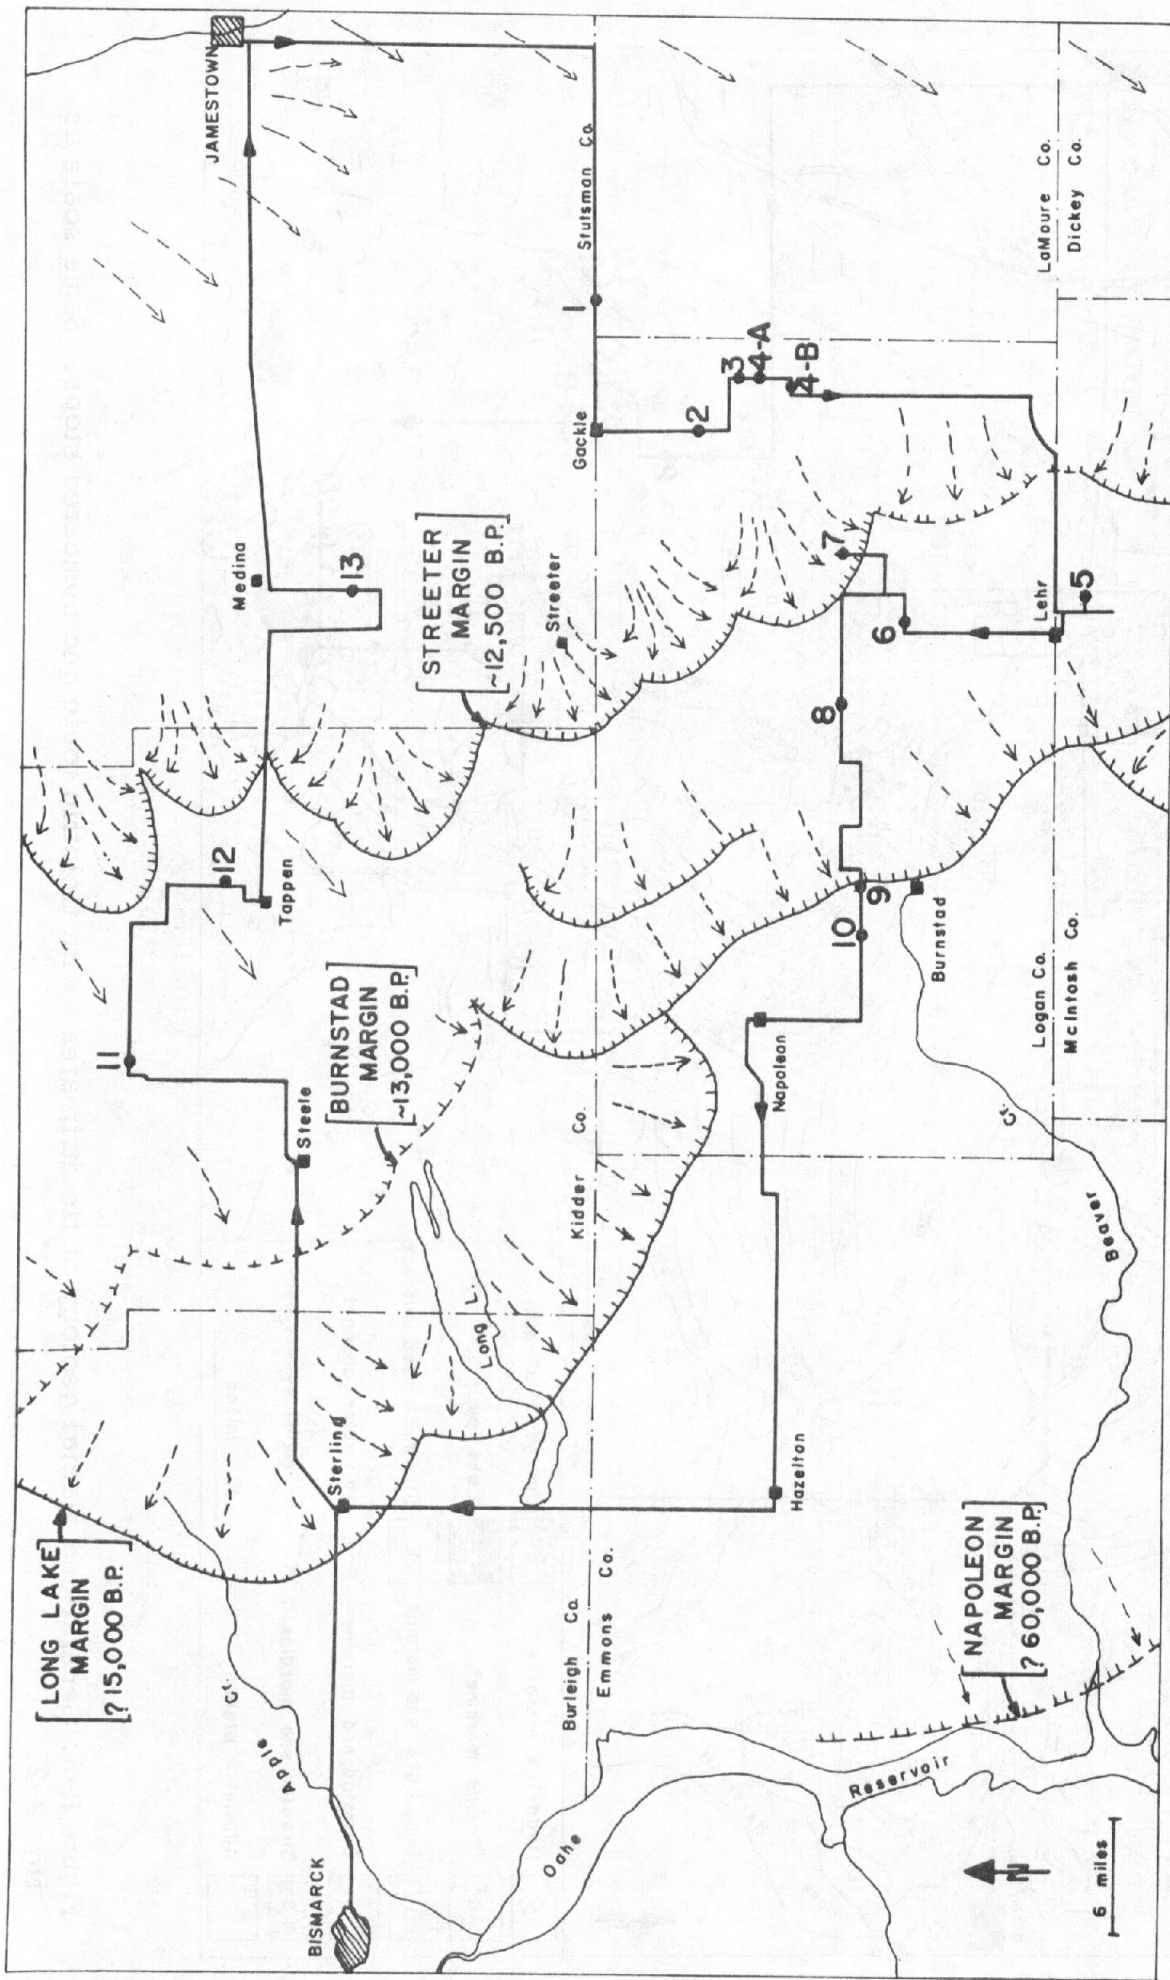 JAMESTOWN
Stutsman Co.
LaMoure Co.
Dickey Co.
1
Gackle
2
3
4-A
4-B
Medina
13
STREETER
MARGIN
~12,500 B.P.
Streeter
7
6
Lehr
5
8
12
Tappen
9
10
Burnstad
Logan Co.
McIntosh Co.
11
Steele
BURNSTAD
MARGIN
~13,000 B.P.
Napoleon
Kidder Co.
Long L.
Beaver Cr.
Sterling
Hazelton
LONG LAKE
MARGIN
?15,000 B.P.
Apple Cr.
Burleigh Co.
Emmons Co.
NAPOLEON
MARGIN
?60,000 B.P.
BISMARCK
Oahe Reservoir
N
6 miles